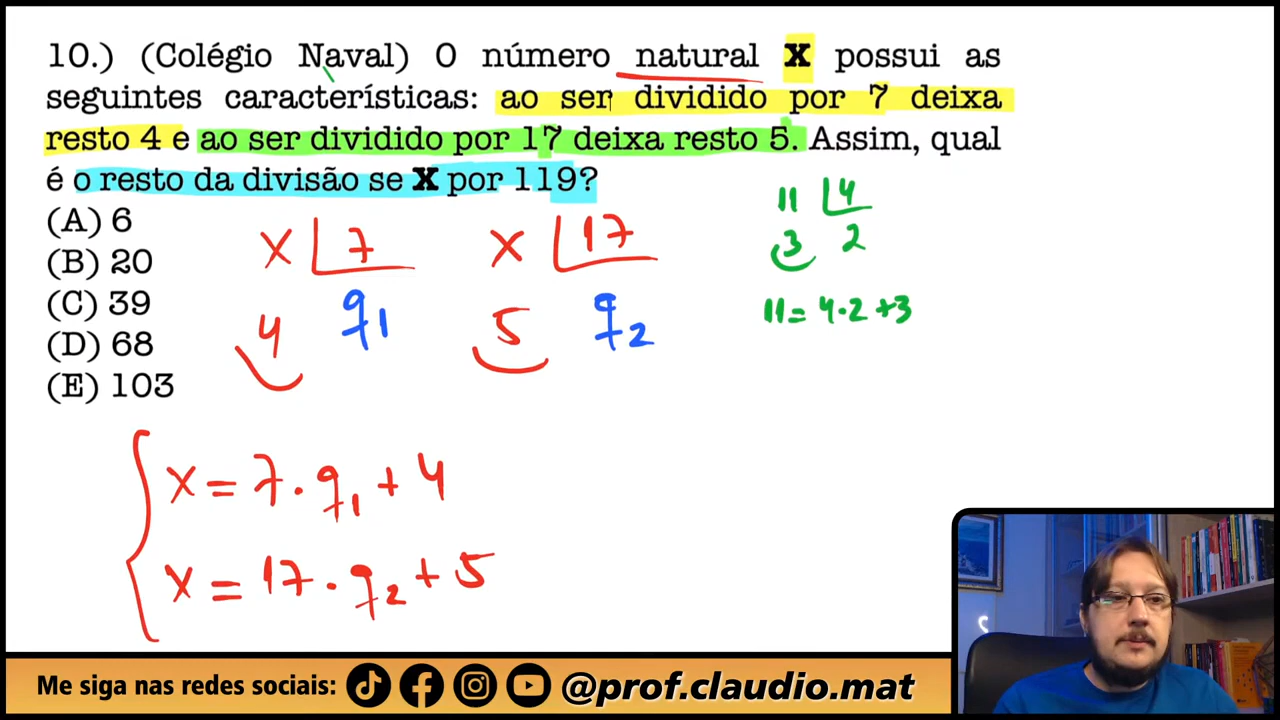 10.) (Colégio Naval) O número natural X possui as
seguintes características: ao ser dividido por 7 deixa
resto 4 e ao ser dividido por 17 deixa resto 5. Assim, qual
é o resto da divisão se X por 119?
(A) 6
(B) 20
(C) 39
(D) 68
(E) 103
X 7
4 q1
X 17
5 q2
11 4
3 2
11 = 4·2 +3
X = 7·q1 + 4
X = 17·q2 + 5
Me siga nas redes sociais: @prof.claudio.mat